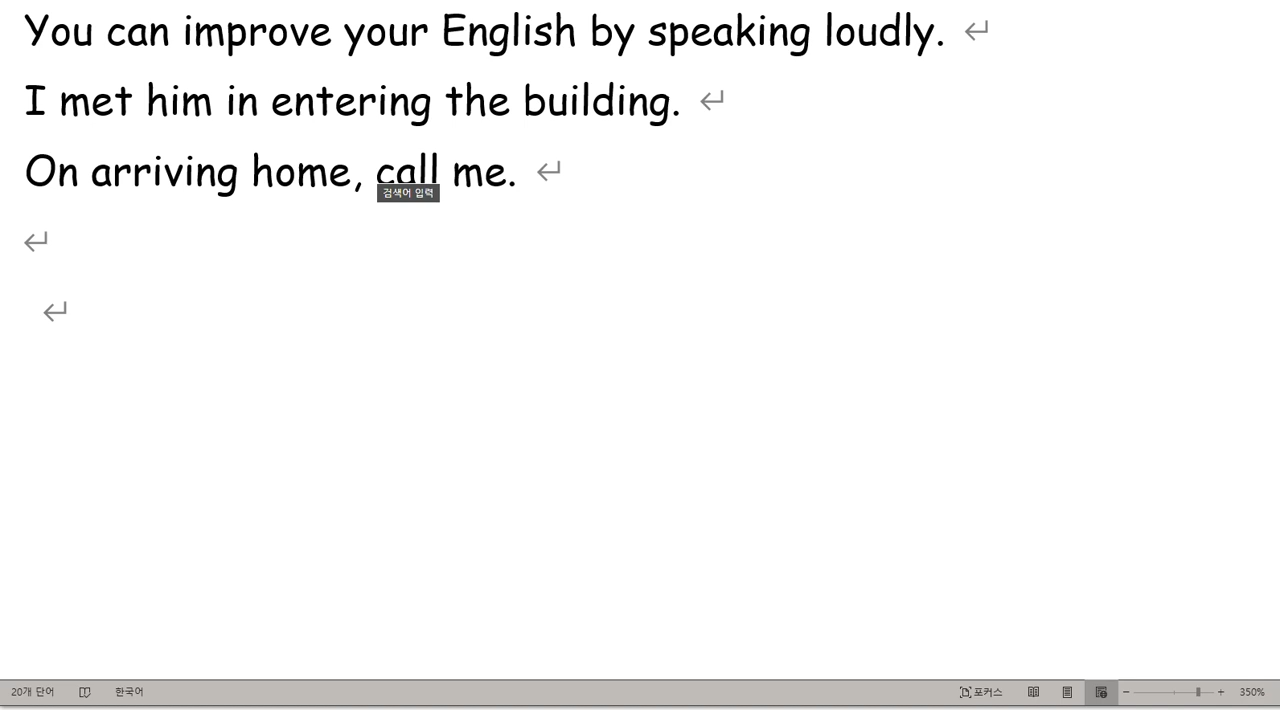 You can improve your English by speaking loudly. ↵
I met him in entering the building. ↵
On arriving home, call me. ↵
검색어 입력
↵
↵
20개 단어 한국어 포커스 − + 350%